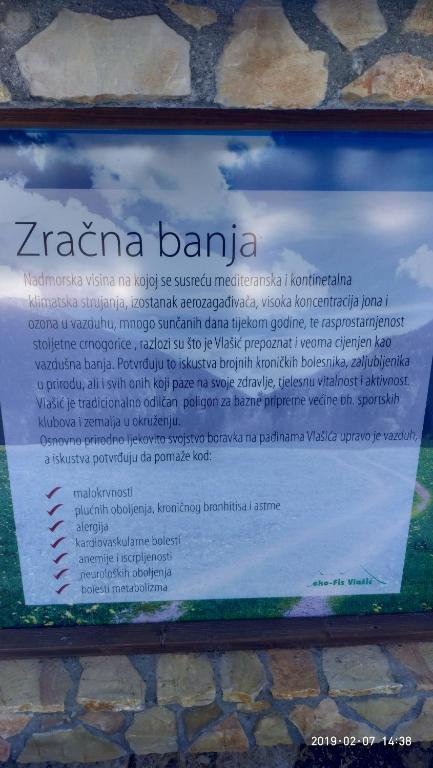 Zračna banja
Nadmorska visina na kojoj se susreću mediteranska i kontinetalna
klimatska strujanja, izostanak aerozagađivača, visoka koncentracija jona i
ozona u vazduhu, mnogo sunčanih dana tijekom godine, te rasprostarnjenost
stoljetne crnogorice , razlozi su što je Vlašić prepoznat i veoma cijenjen kao
vazdušna banja. Potvrđuju to iskustva brojnih kroničkih bolesnika, zaljubljenika
u prirodu, ali i svih onih koji paze na svoje zdravlje, tjelesnu vitalnost i aktivnost.
Vlašić je tradicionalno odličan poligon za bazne pripreme većine bh. sportskih
klubova i zemalja u okruženju.
Osnovno prirodno ljekovito svojstvo boravka na padinama Vlašića upravo je vazduh,
a iskustva potvrđuju da pomaže kod:
malokrvnosti
plućnih oboljenja, kroničnog bronhitisa i astme
alergija
kardiovaskularne bolesti
anemije i iscrpljenosti
neuroloških oboljenja
bolesti metabolizma
eko-Fis Vlašić
2019-02-07 14:38